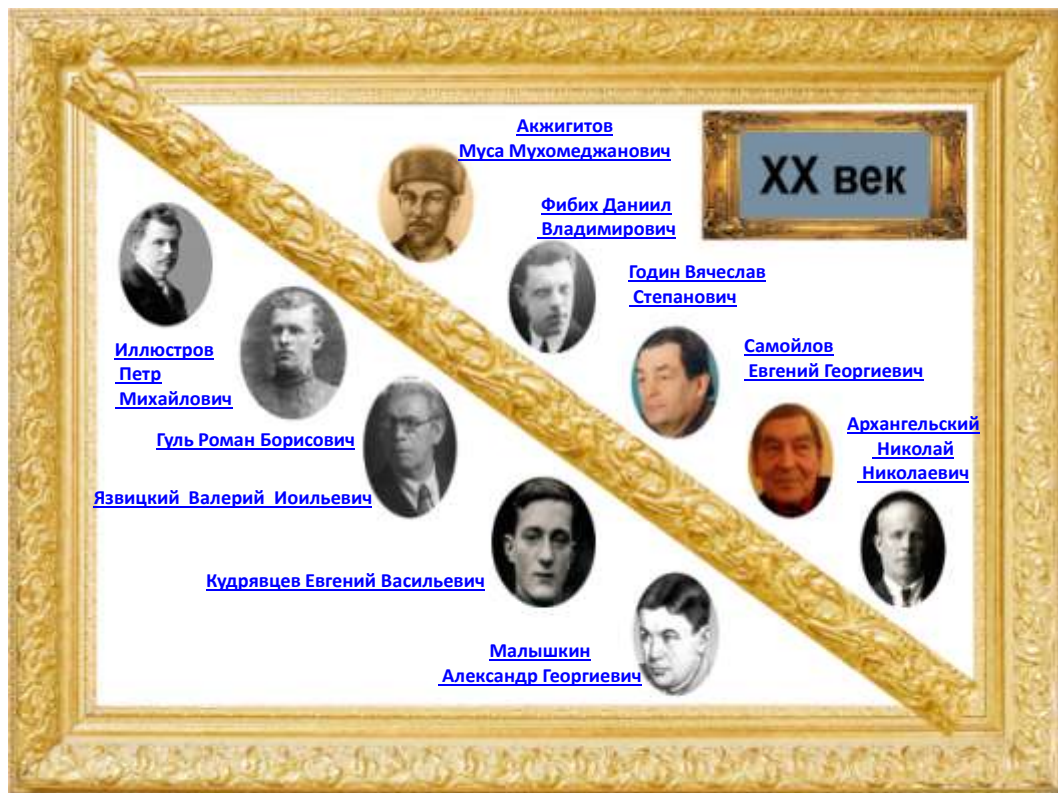 Акжигитов
Муса Мухомеджанович
XX век
Фибих Даниил
Владимирович
Годин Вячеслав
Степанович
Самойлов
Евгений Георгиевич
Иллюстров
Петр
Михайлович
Архангельский
Николай
Николаевич
Гуль Роман Борисович
Язвицкий Валерий Иоильевич
Кудрявцев Евгений Васильевич
Малышкин
Александр Георгиевич